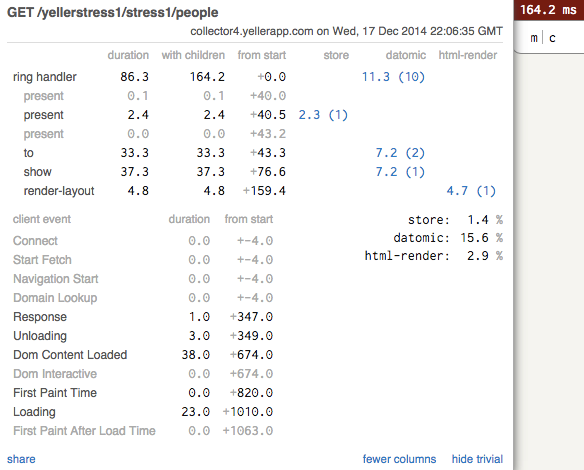 GET /yellerstress1/stress1/people
164.2 ms
collector4.yellerapp.com on Wed, 17 Dec 2014 22:06:35 GMT
m | c
duration with children from start store datomic html-render
ring handler 86.3 164.2 +0.0 11.3 (10)
present 0.1 0.1 +40.0
present 2.4 2.4 +40.5 2.3 (1)
present 0.0 0.0 +43.2
to 33.3 33.3 +43.3 7.2 (2)
show 37.3 37.3 +76.6 7.2 (1)
render-layout 4.8 4.8 +159.4 4.7 (1)
client event duration from start store: 1.4 %
Connect 0.0 +-4.0 datomic: 15.6 %
Start Fetch 0.0 +-4.0 html-render: 2.9 %
Navigation Start 0.0 +-4.0
Domain Lookup 0.0 +-4.0
Response 1.0 +347.0
Unloading 3.0 +349.0
Dom Content Loaded 38.0 +674.0
Dom Interactive 0.0 +674.0
First Paint Time 0.0 +820.0
Loading 23.0 +1010.0
First Paint After Load Time 0.0 +1063.0
share fewer columns hide trivial